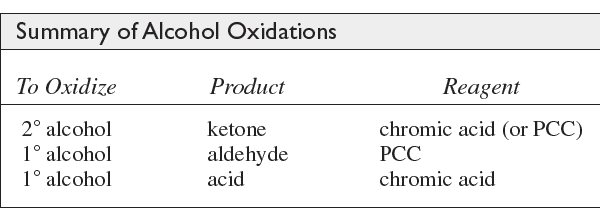 Summary of Alcohol Oxidations
To Oxidize Product Reagent
2° alcohol ketone chromic acid (or PCC)
1° alcohol aldehyde PCC
1° alcohol acid chromic acid